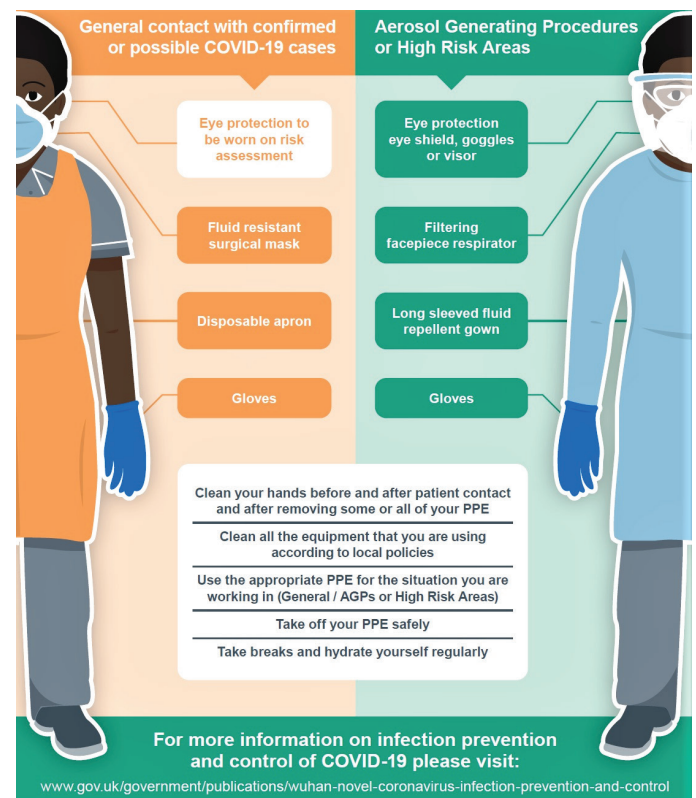 General contact with confirmed
or possible COVID-19 cases
Eye protection to
be worn on risk
assessment
Fluid resistant
surgical mask
Disposable apron
Gloves
Aerosol Generating Procedures
or High Risk Areas
Eye protection
eye shield, goggles
or visor
Filtering
facepiece respirator
Long sleeved fluid
repellent gown
Gloves
Clean your hands before and after patient contact
and after removing some or all of your PPE
Clean all the equipment that you are using
according to local policies
Use the appropriate PPE for the situation you are
working in (General / AGPs or High Risk Areas)
Take off your PPE safely
Take breaks and hydrate yourself regularly
For more information on infection prevention
and control of COVID-19 please visit:
www.gov.uk/government/publications/wuhan-novel-coronavirus-infection-prevention-and-control